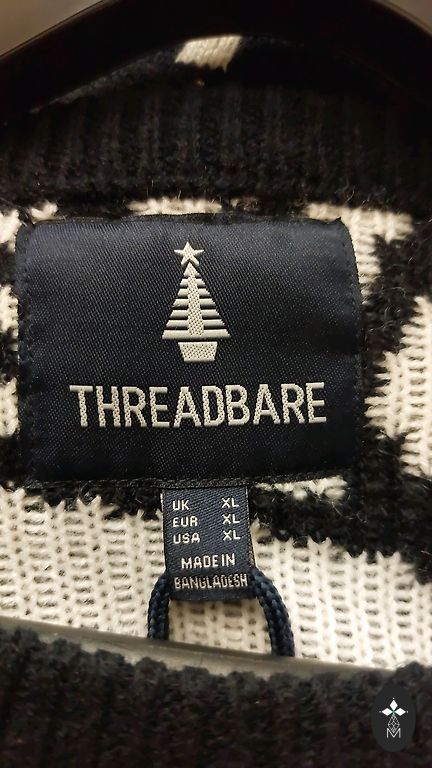 THREADBARE
UK XL
EUR XL
USA XL
MADE IN
BANGLADESH
M